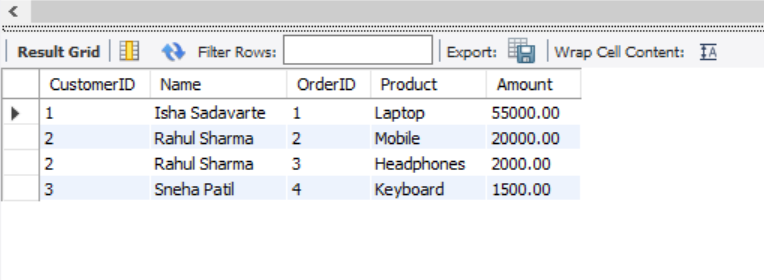 Result Grid Filter Rows: Export: Wrap Cell Content:
CustomerID Name OrderID Product Amount
1 Isha Sadavarte 1 Laptop 55000.00
2 Rahul Sharma 2 Mobile 20000.00
2 Rahul Sharma 3 Headphones 2000.00
3 Sneha Patil 4 Keyboard 1500.00